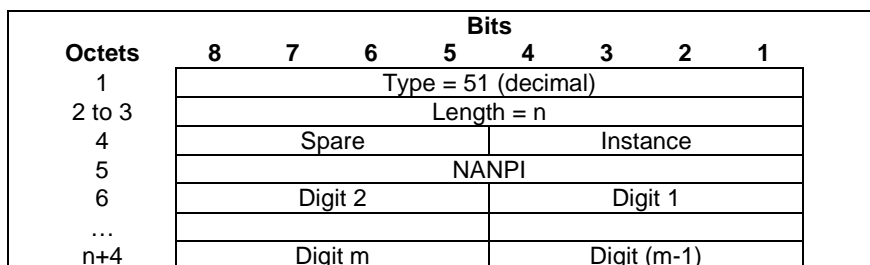 Bits
Octets 8 7 6 5 4 3 2 1
1 Type = 51 (decimal)
2 to 3 Length = n
4 Spare Instance
5 NANPI
6 Digit 2 Digit 1
…
n+4 Digit m Digit (m-1)